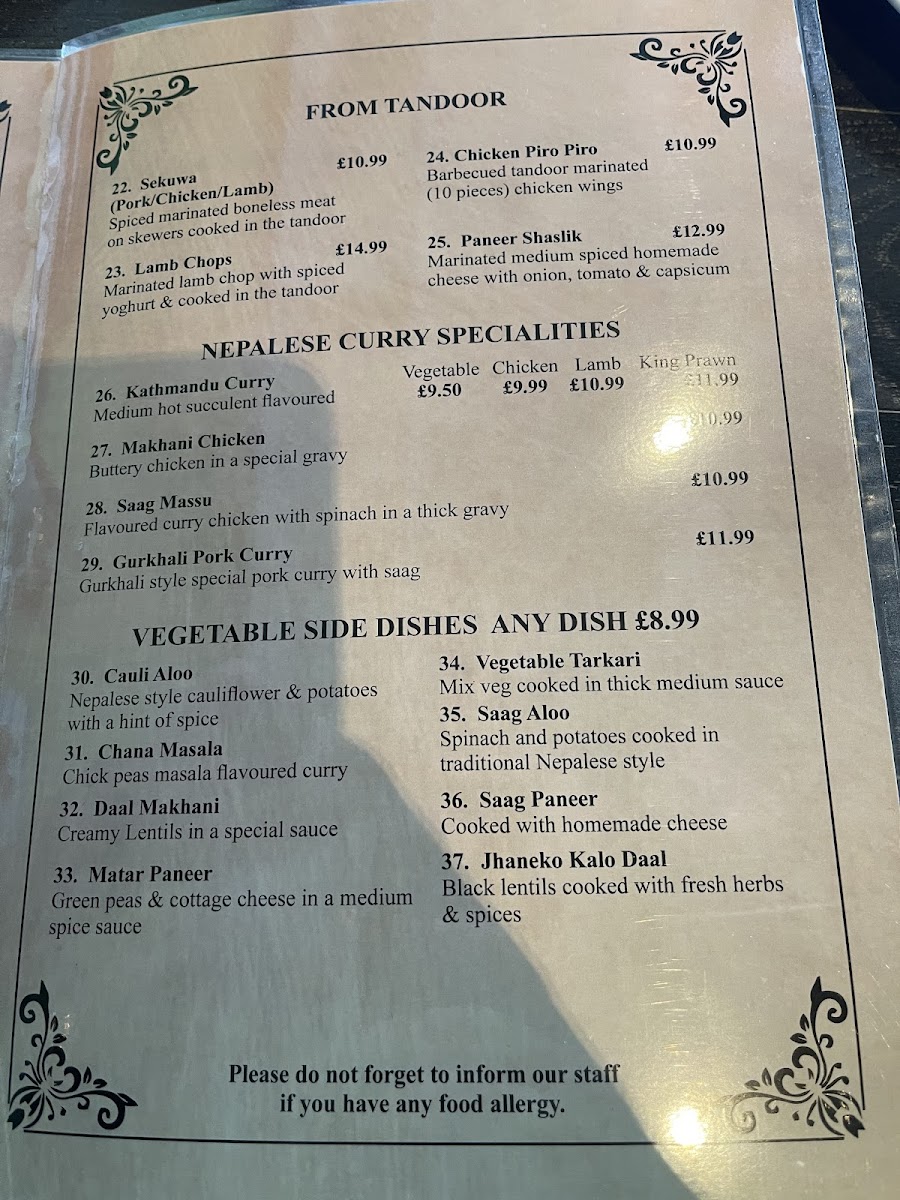 FROM TANDOOR
22. Sekuwa £10.99
(Pork/Chicken/Lamb)
Spiced marinated boneless meat
on skewers cooked in the tandoor
23. Lamb Chops £14.99
Marinated lamb chop with spiced
yoghurt & cooked in the tandoor
24. Chicken Piro Piro £10.99
Barbecued tandoor marinated
(10 pieces) chicken wings
25. Paneer Shaslik £12.99
Marinated medium spiced homemade
cheese with onion, tomato & capsicum
NEPALESE CURRY SPECIALITIES
Vegetable Chicken Lamb King Prawn
26. Kathmandu Curry £9.50 £9.99 £10.99 £11.99
Medium hot succulent flavoured
27. Makhani Chicken £10.99
Buttery chicken in a special gravy
28. Saag Massu £10.99
Flavoured curry chicken with spinach in a thick gravy
29. Gurkhali Pork Curry £11.99
Gurkhali style special pork curry with saag
VEGETABLE SIDE DISHES ANY DISH £8.99
30. Cauli Aloo
Nepalese style cauliflower & potatoes
with a hint of spice
31. Chana Masala
Chick peas masala flavoured curry
32. Daal Makhani
Creamy Lentils in a special sauce
33. Matar Paneer
Green peas & cottage cheese in a medium
spice sauce
34. Vegetable Tarkari
Mix veg cooked in thick medium sauce
35. Saag Aloo
Spinach and potatoes cooked in
traditional Nepalese style
36. Saag Paneer
Cooked with homemade cheese
37. Jhaneko Kalo Daal
Black lentils cooked with fresh herbs
& spices
Please do not forget to inform our staff
if you have any food allergy.